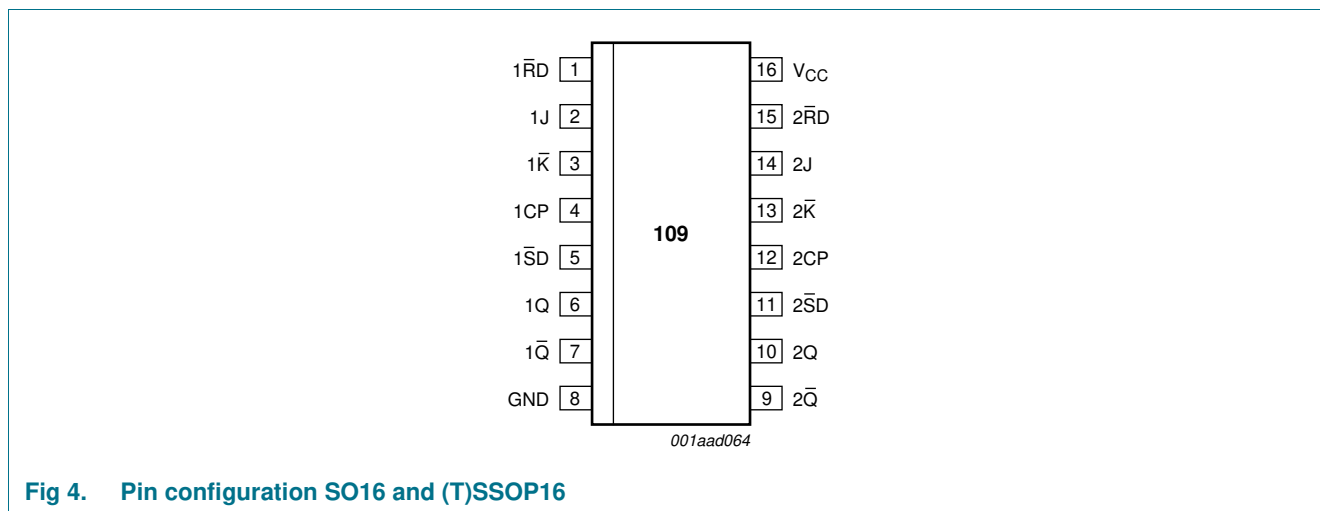 1R̅D 1 16 VCC
1J 2 15 2R̅D
1K̅ 3 14 2J
1CP 4 13 2K̅
109
1S̅D 5 12 2CP
1Q 6 11 2S̅D
1Q̅ 7 10 2Q
GND 8 9 2Q̅
001aad064
Fig 4. Pin configuration SO16 and (T)SSOP16